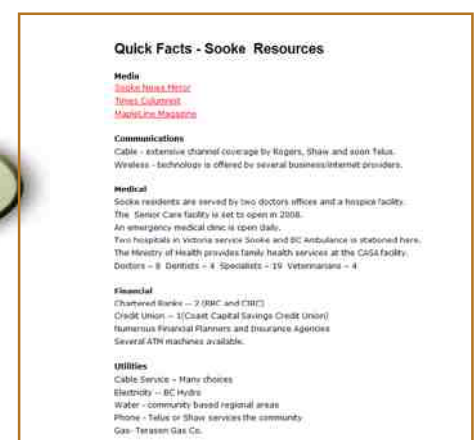 Quick Facts - Sooke Resources
Media
Sooke News Mirror
Times Columnist
MapleLine Magazine
Communications
Cable - extensive channel coverage by Rogers, Shaw and soon Telus.
Wireless - technology is offered by several business/internet providers.
Medical
Sooke residents are served by two doctors offices and a hospice facility.
The Senior Care facility is set to open in 2008.
An emergency medical clinic is open daily.
Two hospitals in Victoria service Sooke and BC Ambulance is stationed here.
The Ministry of Health provides family health services at the CASA facility.
Doctors - 8 Dentists - 4 Specialists - 19 Veterinarians - 4
Financial
Chartered Banks -- 2 (RBC and CIBC)
Credit Union -- 1(Coast Capital Savings Credit Union)
Numerous Financial Planners and Insurance Agencies
Several ATM machines available.
Utilities
Cable Service - Many choices
Electricity -- BC Hydro
Water - community based regional areas
Phone - Telus or Shaw services the community
Gas- Terasen Gas Co.